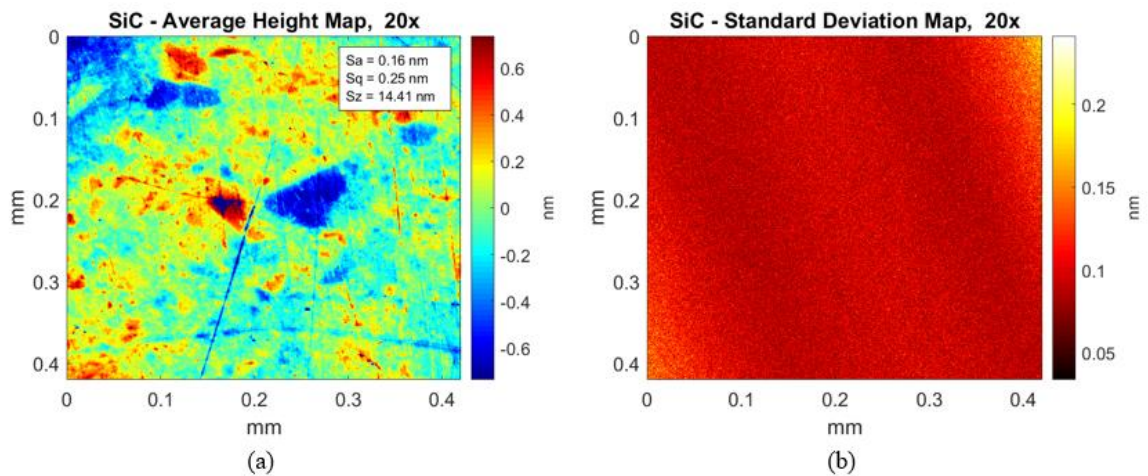 SiC - Average Height Map, 20x
Sa = 0.16 nm
Sq = 0.25 nm
Sz = 14.41 nm
0
0.1
0.2
0.3
0.4
mm
0
0.1
0.2
0.3
0.4
mm
0.6
0.4
0.2
0
-0.2
-0.4
-0.6
nm
(a)
SiC - Standard Deviation Map, 20x
0
0.1
0.2
0.3
0.4
mm
0
0.1
0.2
0.3
0.4
mm
0.2
0.15
0.1
0.05
nm
(b)